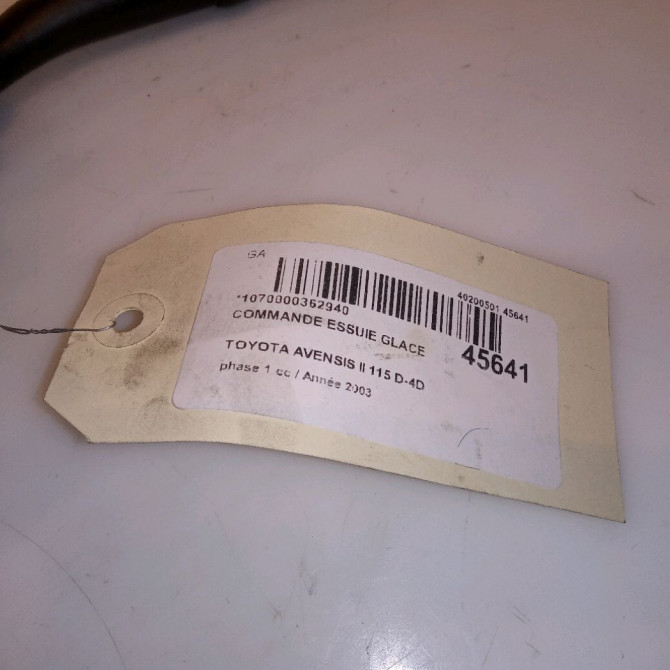 GA
40200501 45641
*1070000362940
COMMANDE ESSUIE GLACE
45641
TOYOTA AVENSIS II 115 D-4D
phase 1 cc / Année 2003